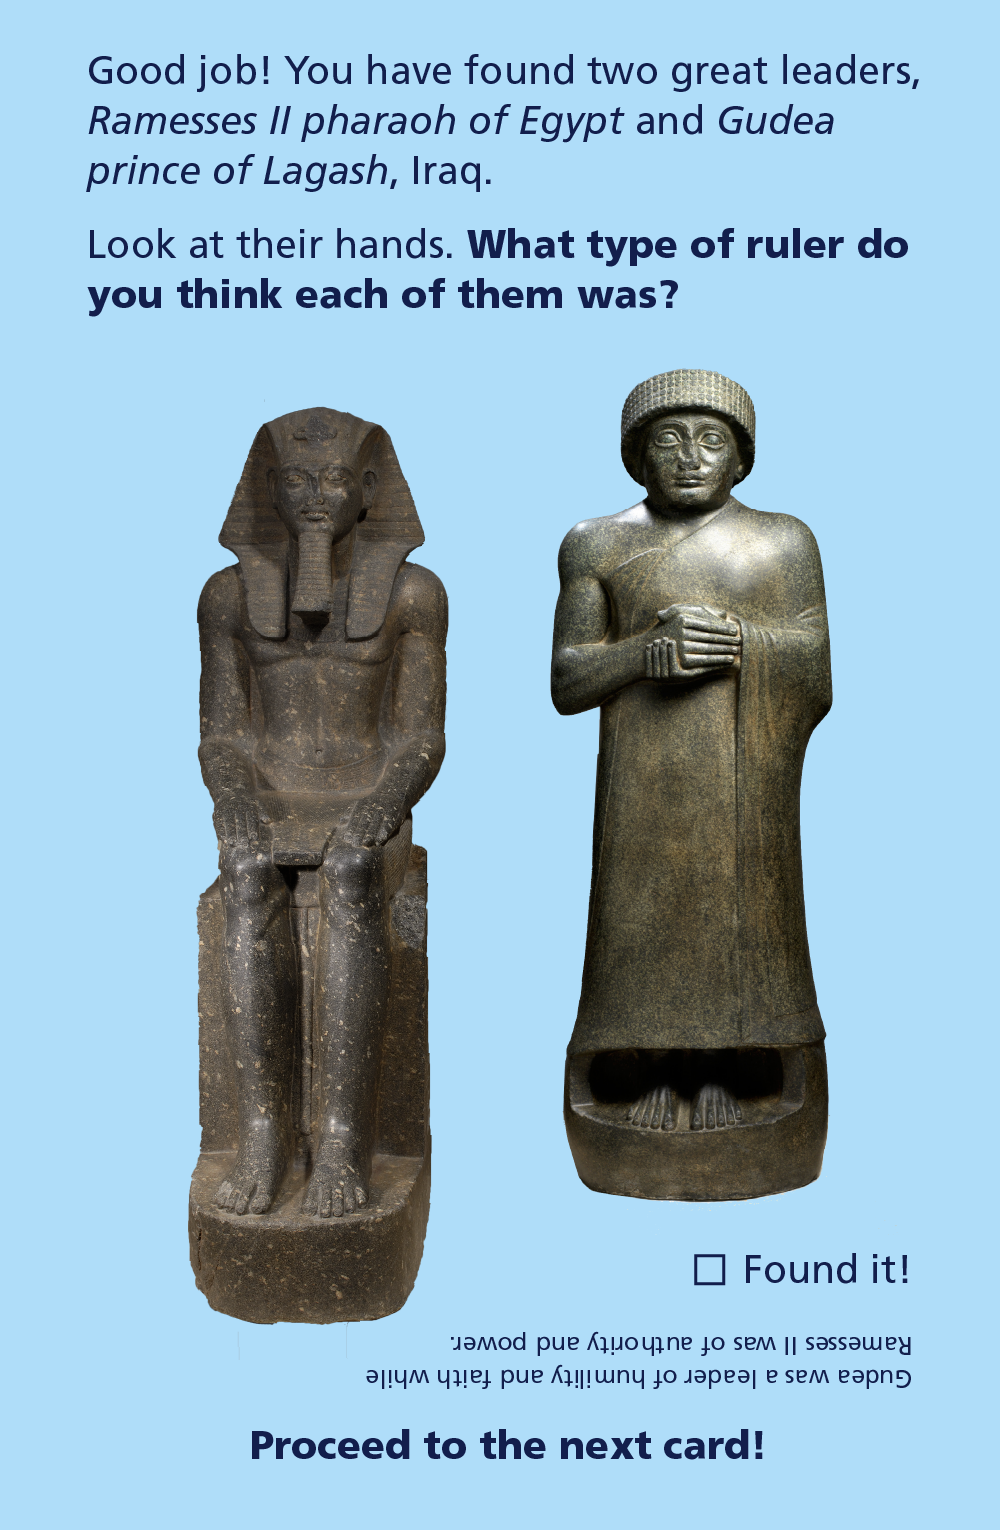 Good job! You have found two great leaders,
Ramesses II pharaoh of Egypt and Gudea
prince of Lagash, Iraq.
Look at their hands. What type of ruler do
you think each of them was?
Found it!
Gudea was a leader of humility and faith while
Ramesses II was of authority and power.
Proceed to the next card!